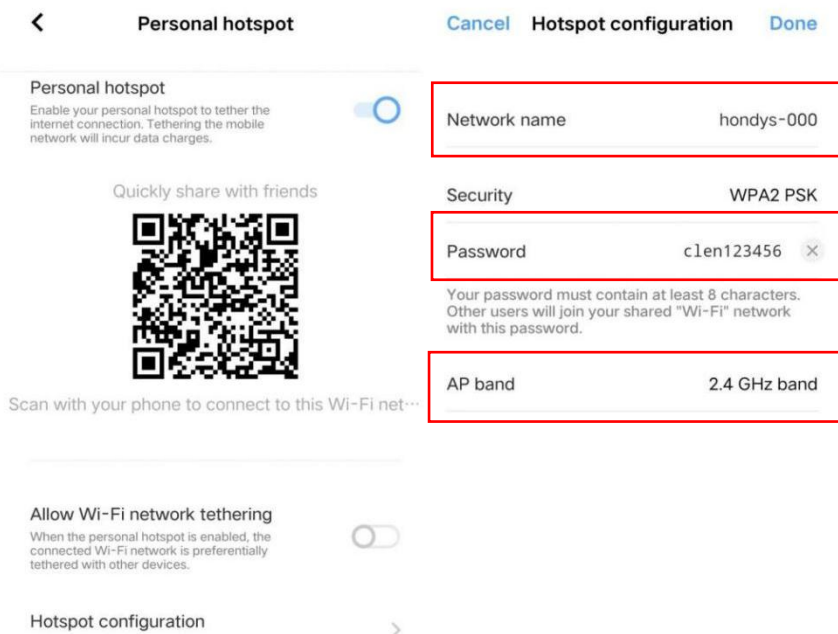 Personal hotspot
Personal hotspot
Enable your personal hotspot to tether the
internet connection. Tethering the mobile
network will incur data charges.
Quickly share with friends
Scan with your phone to connect to this Wi-Fi net···
Allow Wi-Fi network tethering
When the personal hotspot is enabled, the
connected Wi-Fi network is preferentially
tethered with other devices.
Hotspot configuration
Cancel Hotspot configuration Done
Network name hondys-000
Security WPA2 PSK
Password clen123456
Your password must contain at least 8 characters.
Other users will join your shared "Wi-Fi" network
with this password.
AP band 2.4 GHz band